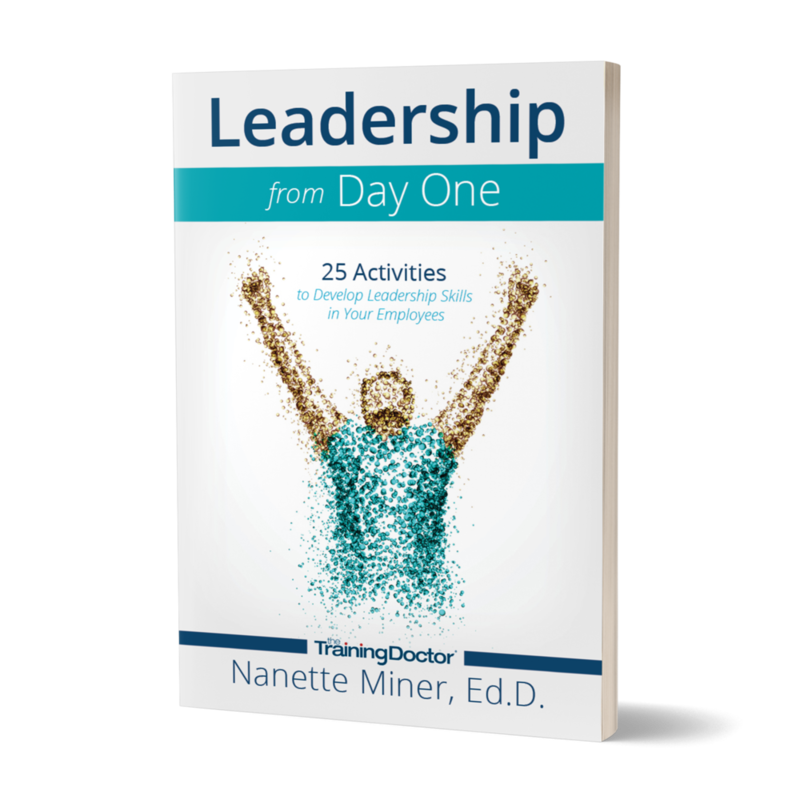 Leadership
from Day One
25 Activities
to Develop Leadership Skills
in Your Employees
the
TrainingDoctor
Nanette Miner, Ed.D.